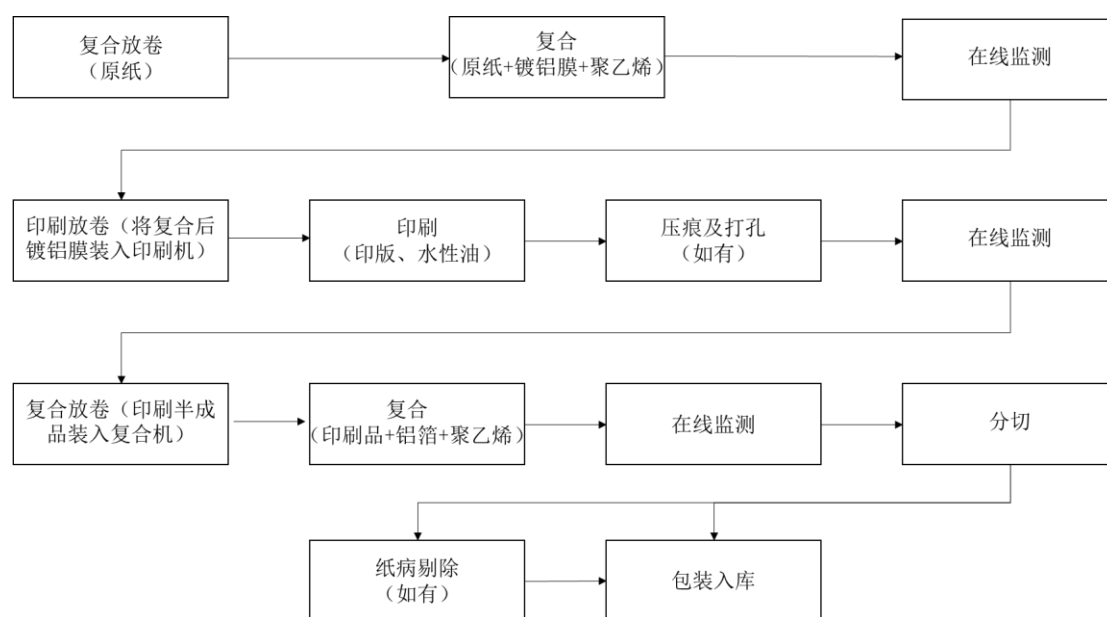 复合放卷
（原纸）
复合
（原纸+镀铝膜+聚乙烯）
在线监测
印刷放卷（将复合后
镀铝膜装入印刷机）
印刷
（印版、水性油）
压痕及打孔
（如有）
在线监测
复合放卷（印刷半成
品装入复合机）
复合
（印刷品+铝箔+聚乙烯）
在线监测
分切
纸病剔除
（如有）
包装入库